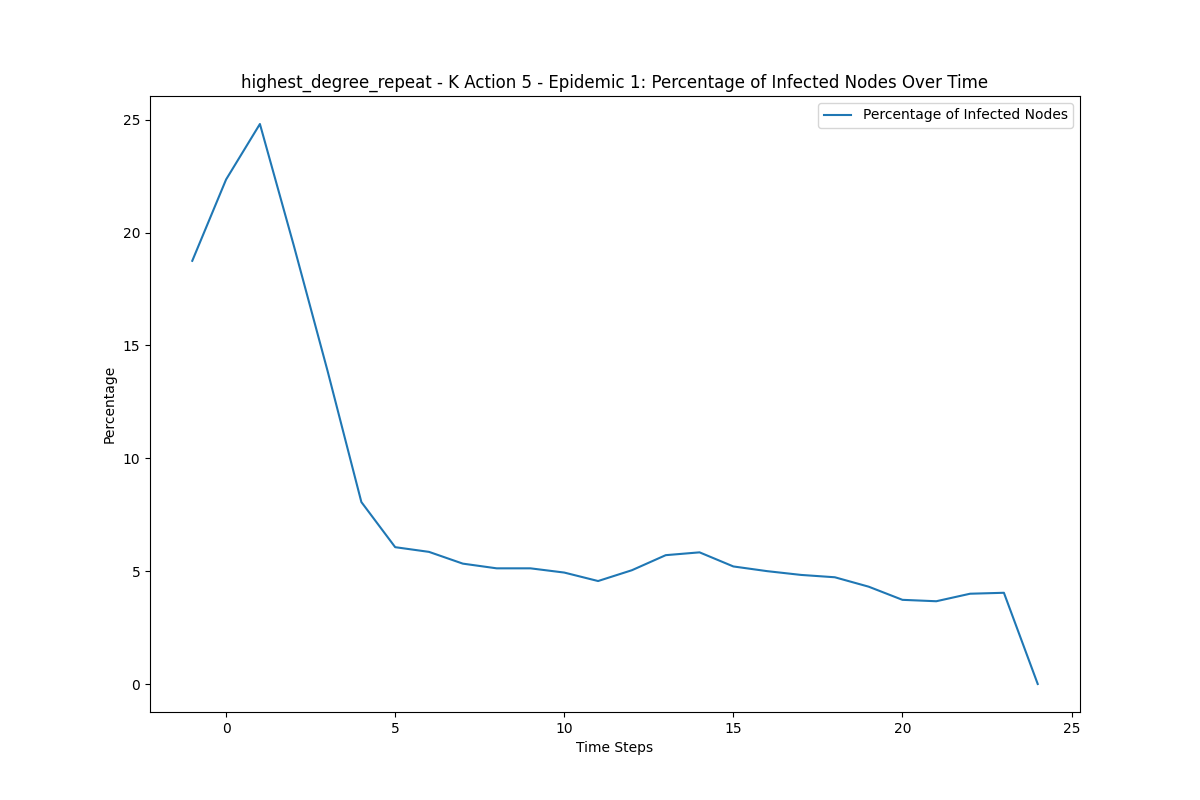 highest_degree_repeat - K Action 5 - Epidemic 1: Percentage of Infected Nodes Over Time
Percentage of Infected Nodes
Percentage
25
20
15
10
5
0
0 5 10 15 20 25
Time Steps